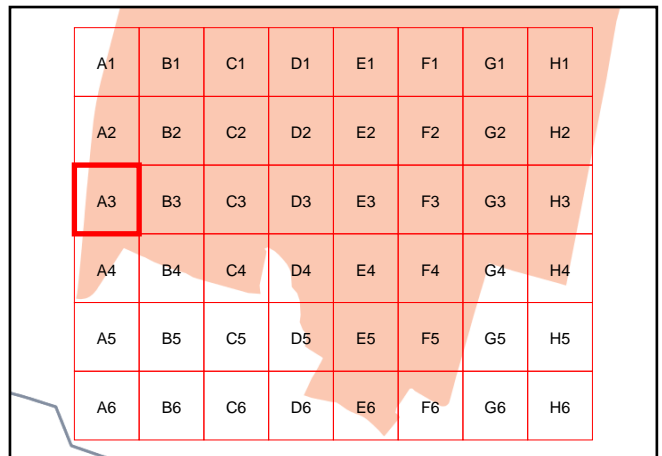 A1 B1 C1 D1 E1 F1 G1 H1
A2 B2 C2 D2 E2 F2 G2 H2
A3 B3 C3 D3 E3 F3 G3 H3
A4 B4 C4 D4 E4 F4 G4 H4
A5 B5 C5 D5 E5 F5 G5 H5
A6 B6 C6 D6 E6 F6 G6 H6